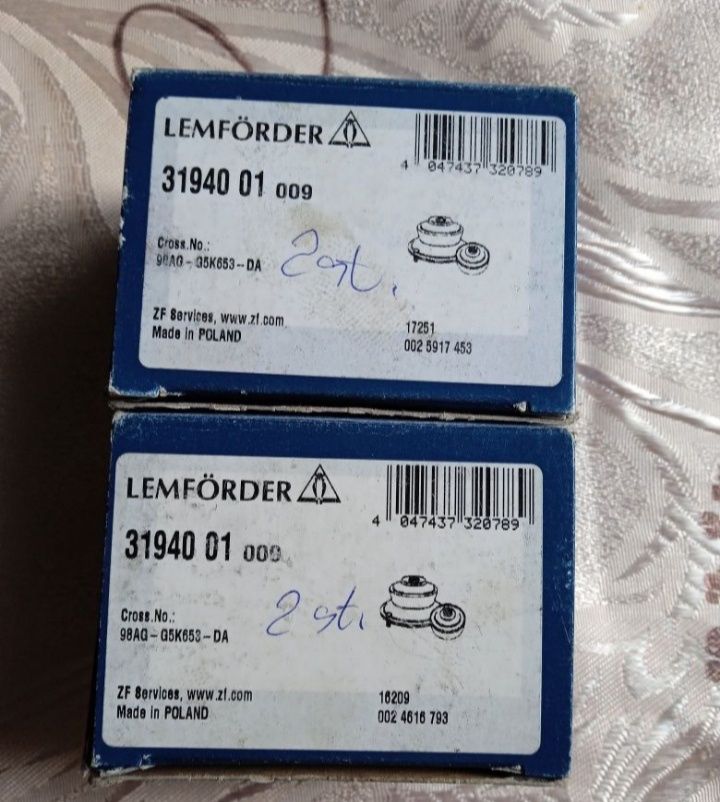 LEMFÖRDER
4 047437 320789
31940 01 009
Cross.No.:
98AG-G5K653-DA
2 st.
ZF Services, www.zf.com
Made in POLAND
17251
002 5917 453
LEMFÖRDER
4 047437 320789
31940 01 009
Cross.No.:
98AG-G5K653-DA
2 st.
ZF Services, www.zf.com
Made in POLAND
16209
002 4616 793